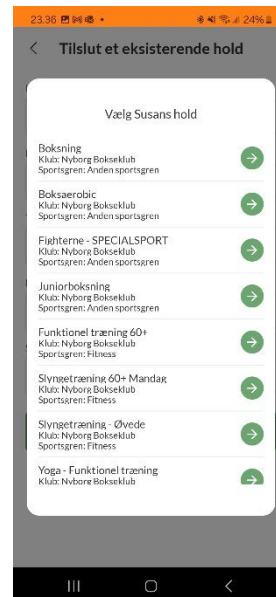 23.36 24%
Tilslut et eksisterende hold
Vælg Susans hold
Boksning
Klub: Nyborg Bokseklub
Sportsgren: Anden sportsgren
Boksaerobic
Klub: Nyborg Bokseklub
Sportsgren: Anden sportsgren
Fighterne - SPECIALSPORT
Klub: Nyborg Bokseklub
Sportsgren: Anden sportsgren
Juniorboksning
Klub: Nyborg Bokseklub
Sportsgren: Anden sportsgren
Funktionel træning 60+
Klub: Nyborg Bokseklub
Sportsgren: Fitness
Slyngetræning 60+ Mandag
Klub: Nyborg Bokseklub
Sportsgren: Fitness
Slyngetræning - Øvede
Klub: Nyborg Bokseklub
Sportsgren: Fitness
Yoga - Funktionel træning
Klub: Nyborg Bokseklub